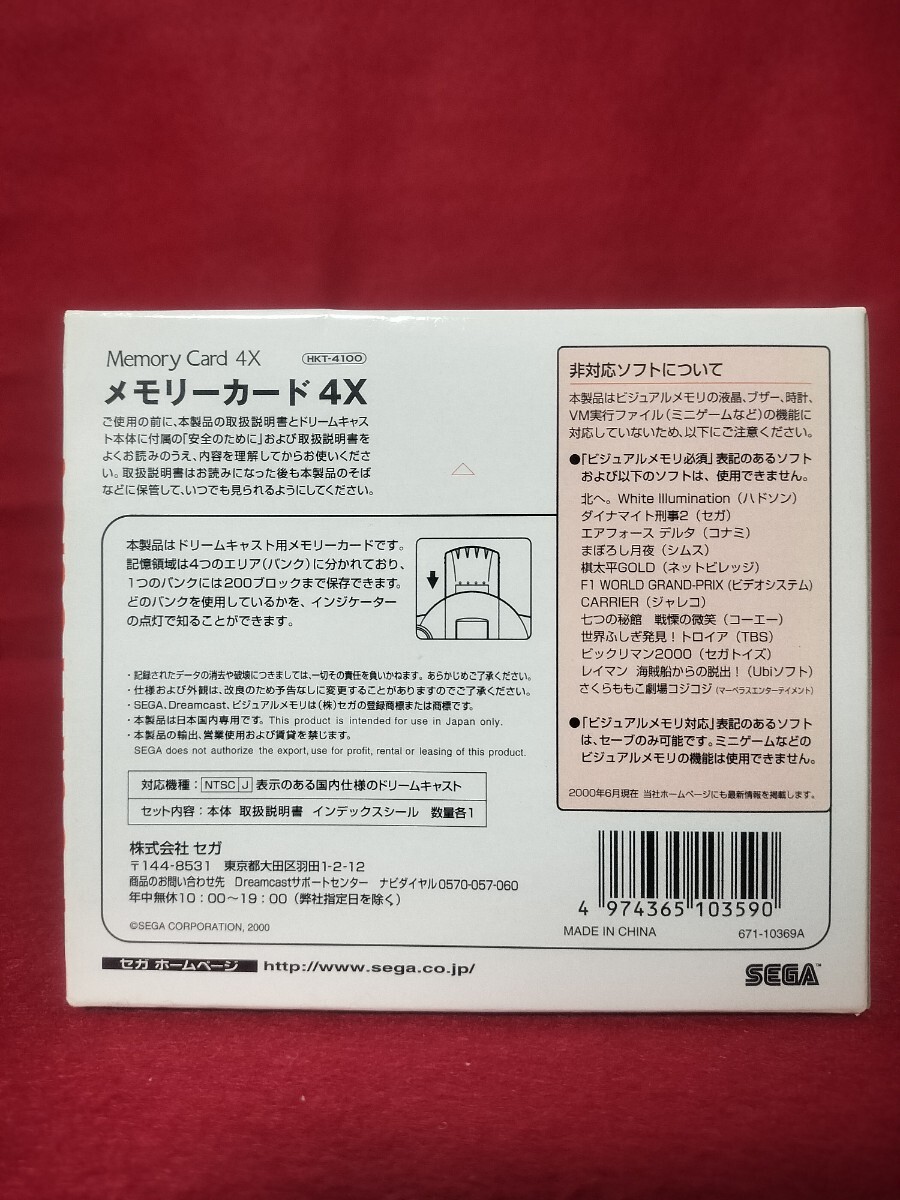 Memory Card 4X HKT-4100
メモリーカード 4X
ご使用の前に、本製品の取扱説明書とドリームキャス
ト本体に付属の「安全のために」および取扱説明書を
よくお読みのうえ、内容を理解してからお使いくださ
い。取扱説明書はお読みになった後も本製品のそば
などに保管して、いつでも見られるようにしてください。
本製品はドリームキャスト用メモリーカードです。
記憶領域は4つのエリア(バンク)に分かれており、
1つのバンクには200ブロックまで保存できます。
どのバンクを使用しているかを、インジケーター
の点灯で知ることができます。
・記録されたデータの消去や破壊につきましては、一切その責任を負いかねます。あらかじめご了承ください。
・仕様および外観は、改良のため予告なしに変更することがありますのでご了承ください。
・SEGA、Dreamcast、ビジュアルメモリは(株)セガの登録商標または商標です。
・本製品は日本国内専用です。This product is intended for use in Japan only.
・本製品の輸出、営業使用および賃貸を禁じます。
SEGA does not authorize the export, use for profit, rental or leasing of this product.
対応機種：NTSC J 表示のある国内仕様のドリームキャスト
セット内容：本体 取扱説明書 インデックスシール 数量各1
株式会社 セガ
〒144-8531 東京都大田区羽田1-2-12
商品のお問い合わせ先 Dreamcastサポートセンター ナビダイヤル0570-057-060
年中無休10：00～19：00(弊社指定日を除く)
©SEGA CORPORATION, 2000
セガ ホームページ http://www.sega.co.jp/
非対応ソフトについて
本製品はビジュアルメモリの液晶、ブザー、時計、
VM実行ファイル(ミニゲームなど)の機能に
対応していないため、以下にご注意ください。
●「ビジュアルメモリ必須」表記のあるソフト
および以下のソフトは、使用できません。
北へ。White Illumination(ハドソン)
ダイナマイト刑事2(セガ)
エアフォース デルタ(コナミ)
まぼろし月夜(シムス)
棋太平GOLD(ネットビレッジ)
F1 WORLD GRAND-PRIX(ビデオシステム)
CARRIER(ジャレコ)
七つの秘館 戦慄の微笑(コーエー)
世界ふしぎ発見！トロイア(TBS)
ビックリマン2000(セガトイズ)
レイマン 海賊船からの脱出！(Ubiソフト)
さくらももこ劇場コジコジ(マーベラスエンターテイメント)
●「ビジュアルメモリ対応」表記のあるソフト
は、セーブのみ可能です。ミニゲームなどの
ビジュアルメモリの機能は使用できません。
2000年6月現在 当社ホームページにも最新情報を掲載します。
4 974365 103590
MADE IN CHINA 671-10369A
SEGA™